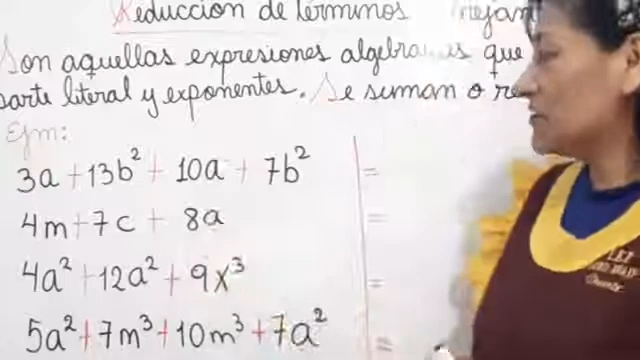 Reducción de términos
Son aquellas expresiones algebraicas que
parte literal y exponentes. Se suman o
Ejm:
3a + 13b² + 10a + 7b² =
4m + 7c + 8a =
4a² + 12a² + 9x³ =
5a² + 7m³ + 10m³ + 7a² =